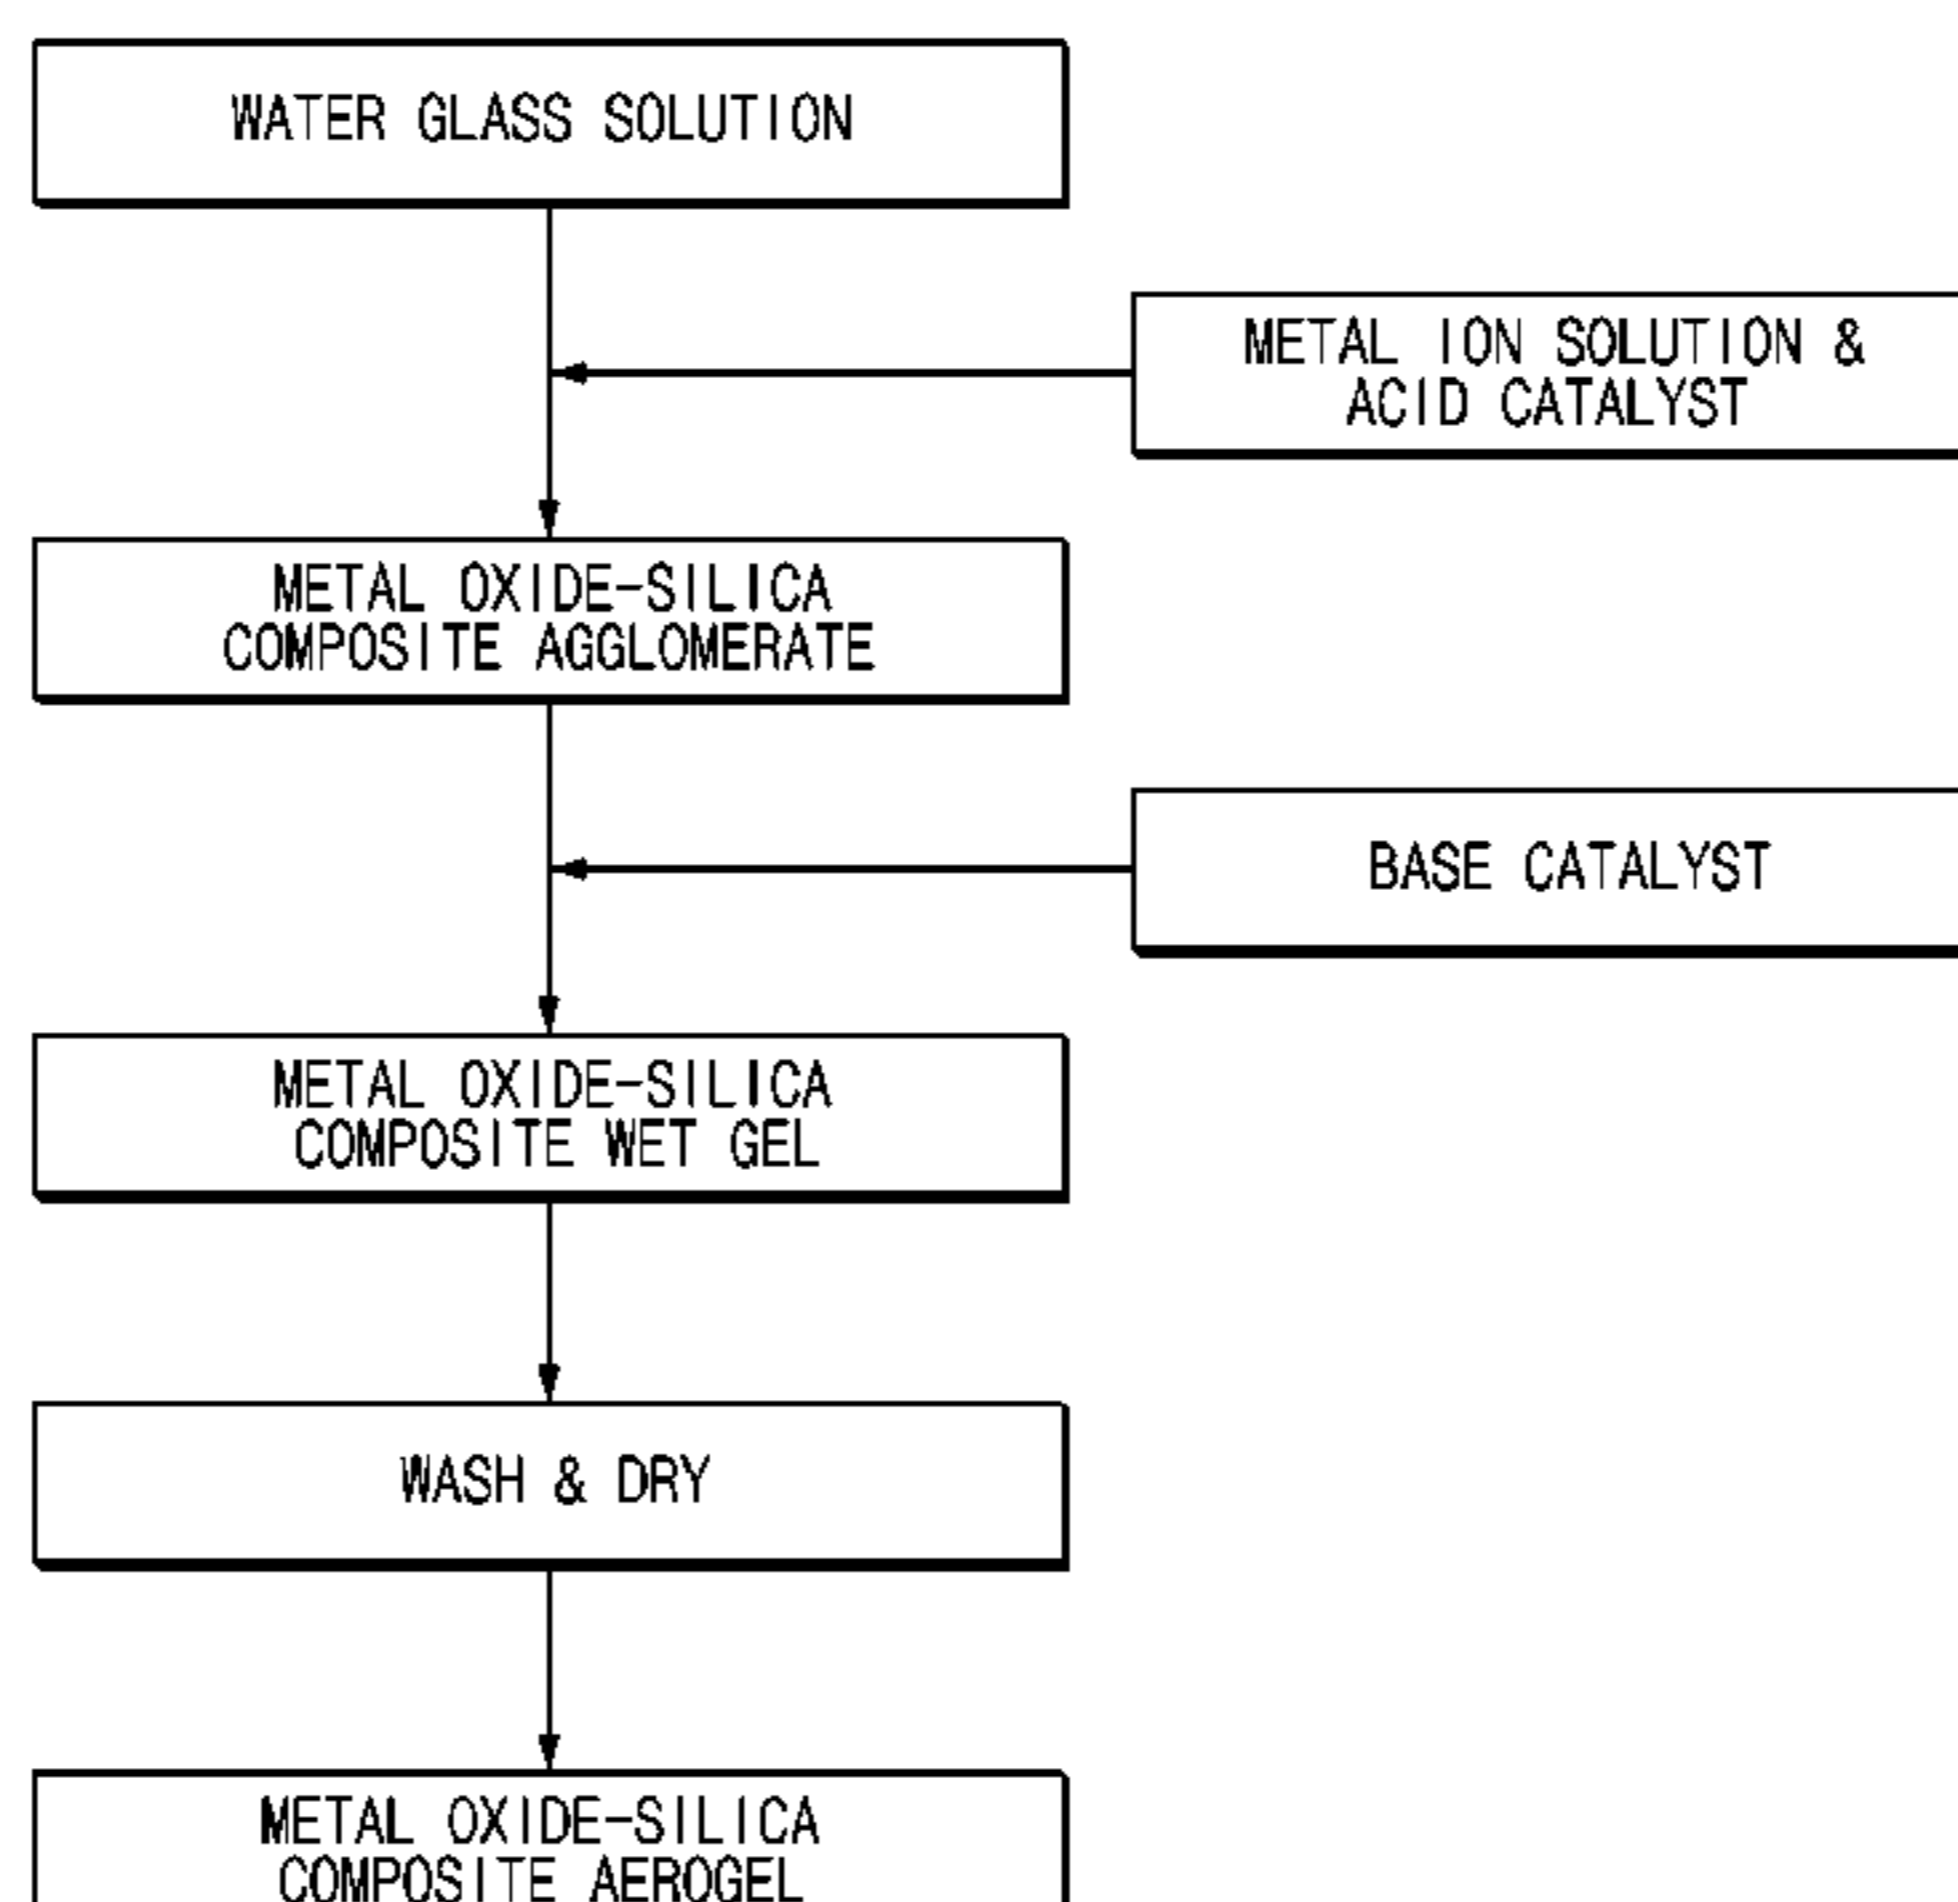 WATER GLASS SOLUTION
METAL ION SOLUTION &
ACID CATALYST
METAL OXIDE-SILICA
COMPOSITE AGGLOMERATE
BASE CATALYST
METAL OXIDE-SILICA
COMPOSITE WET GEL
WASH & DRY
METAL OXIDE-SILICA
COMPOSITE AEROGEL